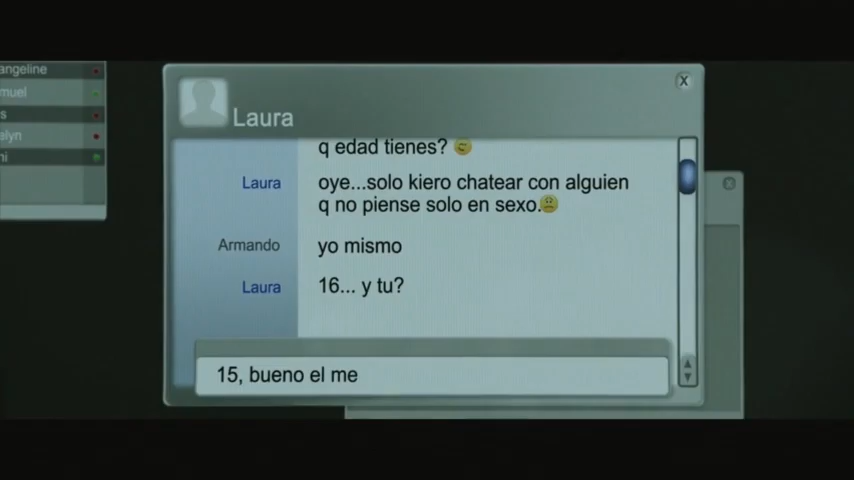 angeline
muel
s
elyn
ni
X
Laura
q edad tienes?
Laura oye...solo kiero chatear con alguien
q no piense solo en sexo.
Armando yo mismo
Laura 16... y tu?
15, bueno el me